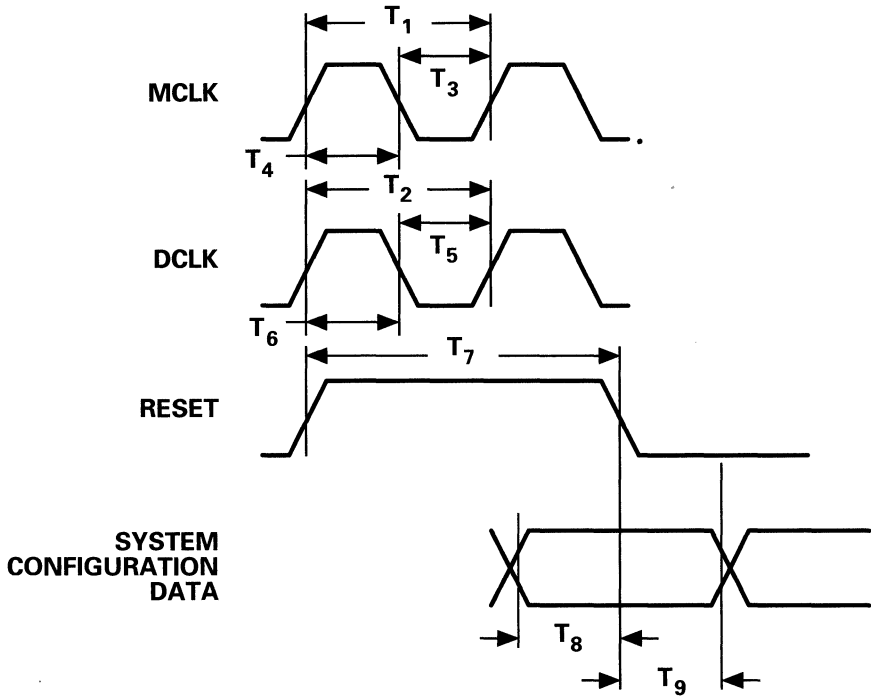 T1
MCLK
T3
T4
T2
DCLK
T5
T6
T7
RESET
SYSTEM
CONFIGURATION
DATA
T8
T9